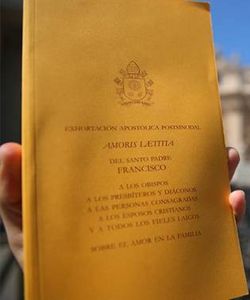 EXHORTACIÓN APOSTÓLICA POSTSINODAL
AMORIS LÆTITIA
DEL SANTO PADRE
FRANCISCO
A LOS OBISPOS
A LOS PRESBÍTEROS Y DIÁCONOS
A LAS PERSONAS CONSAGRADAS
A LOS ESPOSOS CRISTIANOS
Y A TODOS LOS FIELES LAICOS
SOBRE EL AMOR EN LA FAMILIA